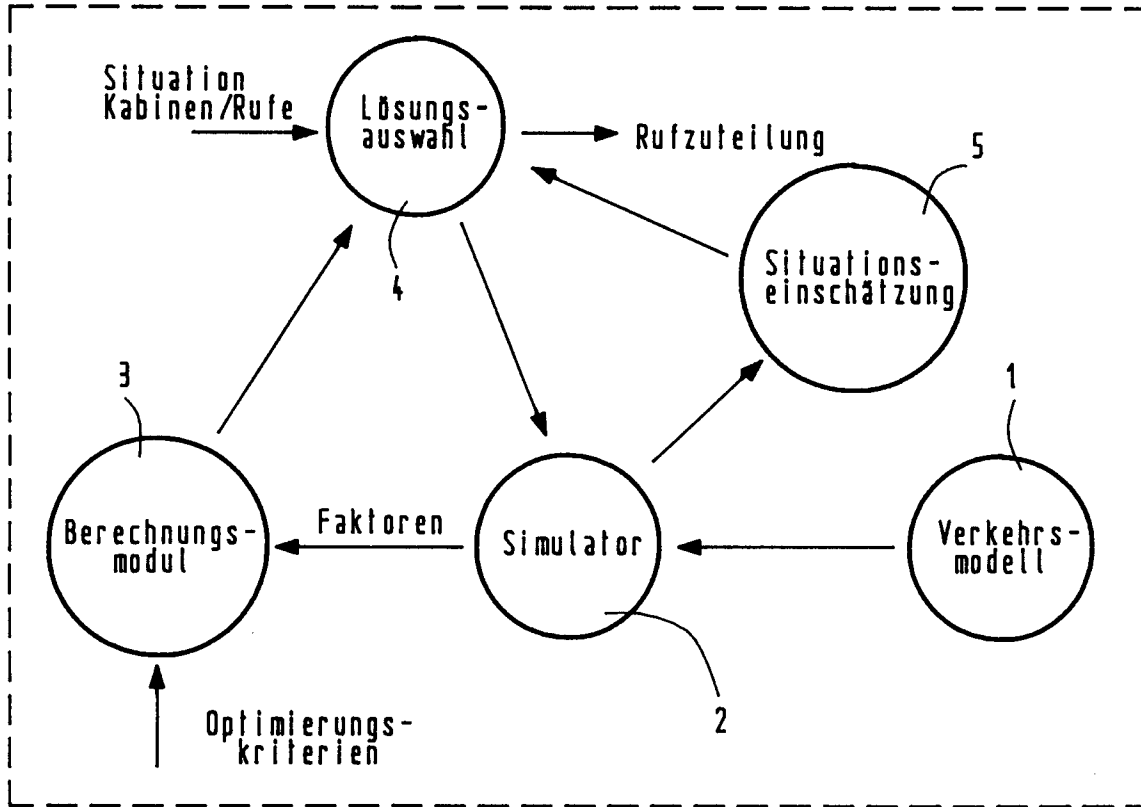 Situation
Kabinen/Rufe
Lösungs-
auswahl
Rufzuteilung
5
4
Situations-
einschätzung
3
1
Berechnungs-
modul
Faktoren
Simulator
Verkehrs-
modell
2
Optimierungs-
kriterien